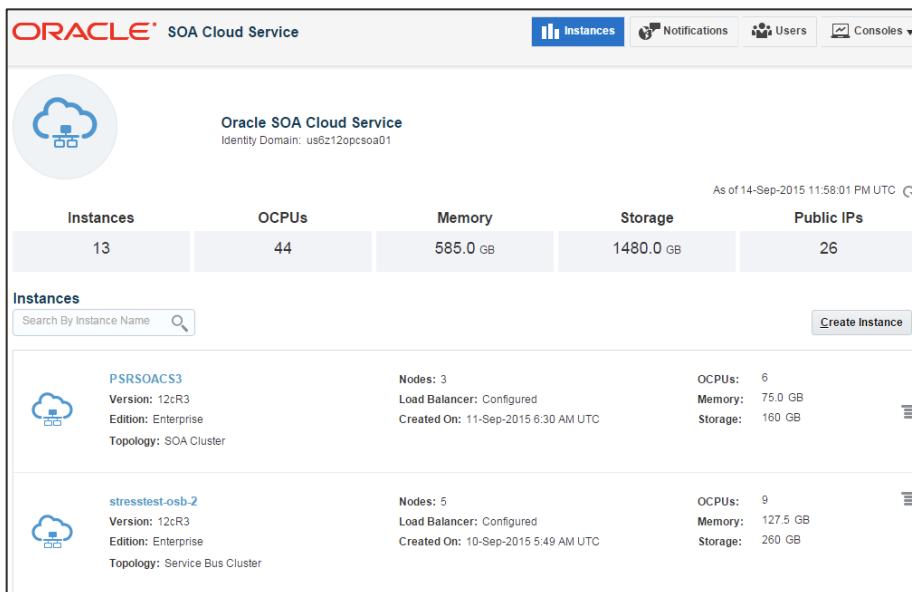 ORACLE® SOA Cloud Service
Instances
Notifications
Users
Consoles
Oracle SOA Cloud Service
Identity Domain: us6z12opcsoa01
As of 14-Sep-2015 11:58:01 PM UTC
Instances OCPUs Memory Storage Public IPs
13 44 585.0 GB 1480.0 GB 26
Instances
Search By Instance Name
Create Instance
PSRSOACS3 Nodes: 3 OCPUs: 6
Version: 12cR3 Load Balancer: Configured Memory: 75.0 GB
Edition: Enterprise Created On: 11-Sep-2015 6:30 AM UTC Storage: 160 GB
Topology: SOA Cluster
stresstest-osb-2 Nodes: 5 OCPUs: 9
Version: 12cR3 Load Balancer: Configured Memory: 127.5 GB
Edition: Enterprise Created On: 10-Sep-2015 5:49 AM UTC Storage: 260 GB
Topology: Service Bus Cluster